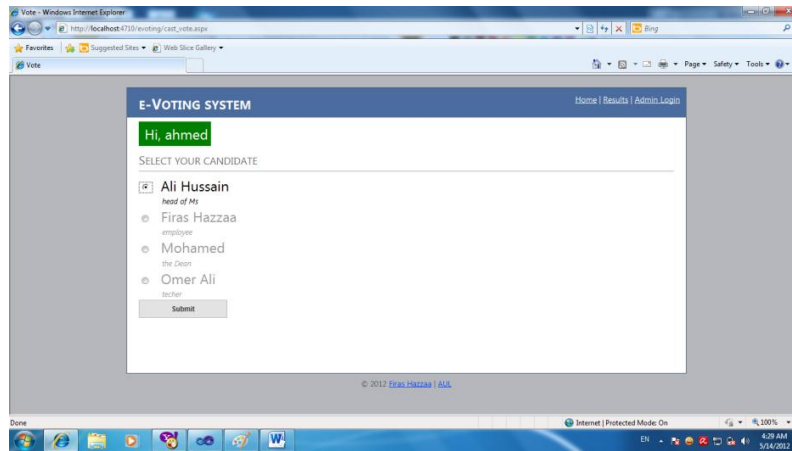 Vote - Windows Internet Explorer
http://localhost:4710/evoting/cast_vote.aspx
Bing
Favorites Suggested Sites Web Slice Gallery
Vote
Page Safety Tools
E-VOTING SYSTEM
Home | Results | Admin Login
Hi, ahmed
SELECT YOUR CANDIDATE
Ali Hussain
head of Ms
Firas Hazzaa
employee
Mohamed
the Dean
Omer Ali
techer
Submit
© 2012 Firas Hazzaa | AUL
Done
Internet | Protected Mode: On
100%
EN
4:29 AM
5/14/2012